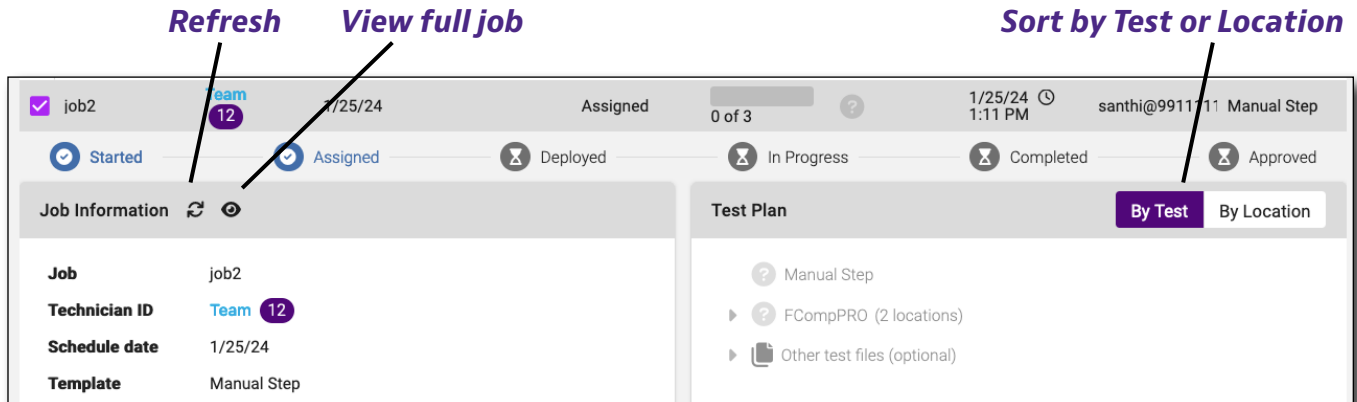 Refresh View full job Sort by Test or Location
job2 Team 12 1/25/24 Assigned 0 of 3 ? 1/25/24 1:11 PM santhi@9911111 Manual Step
Started Assigned Deployed In Progress Completed Approved
Job Information Test Plan By Test By Location
Job job2 ? Manual Step
Technician ID Team 12 ? FCompPRO (2 locations)
Schedule date 1/25/24 Other test files (optional)
Template Manual Step